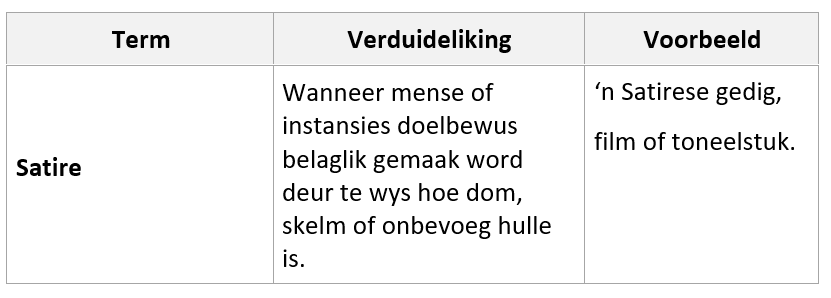 Term Verduideliking Voorbeeld
Satire
Wanneer mense of
instansies doelbewus
belaglik gemaak word
deur te wys hoe dom,
skelm of onbevoeg hulle
is.
‘n Satirese gedig,
film of toneelstuk.